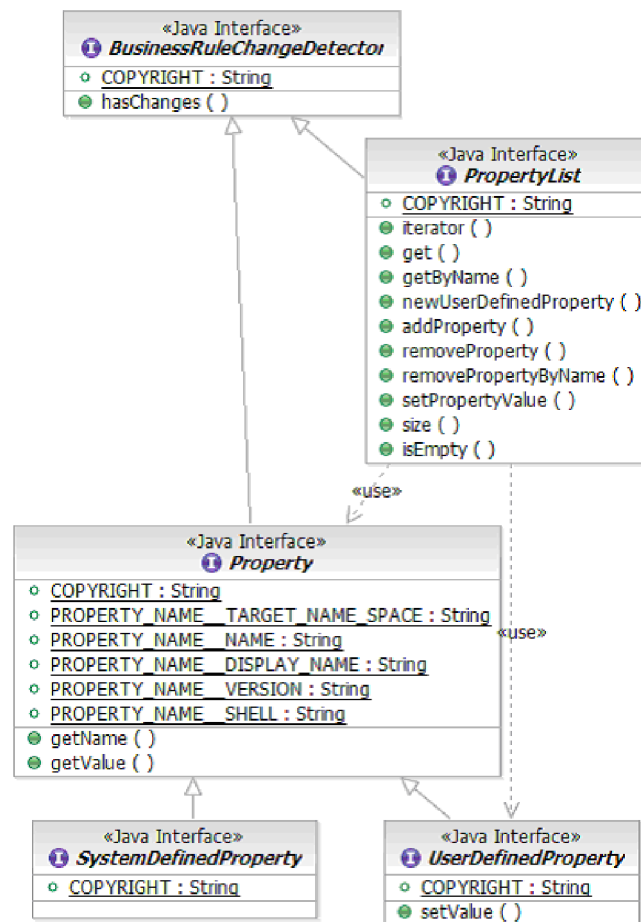 «Java Interface»
BusinessRuleChangeDetector
COPYRIGHT : String
hasChanges ( )
«Java Interface»
PropertyList
COPYRIGHT : String
iterator ( )
get ( )
getByName ( )
newUserDefinedProperty ( )
addProperty ( )
removeProperty ( )
removePropertyByName ( )
setPropertyValue ( )
size ( )
isEmpty ( )
«use»
«Java Interface»
Property
COPYRIGHT : String
PROPERTY_NAME__TARGET_NAME_SPACE : String
PROPERTY_NAME__NAME : String
PROPERTY_NAME__DISPLAY_NAME : String
PROPERTY_NAME__VERSION : String
PROPERTY_NAME__SHELL : String
getName ( )
getValue ( )
«use»
«Java Interface»
SystemDefinedProperty
COPYRIGHT : String
«Java Interface»
UserDefinedProperty
COPYRIGHT : String
setValue ( )